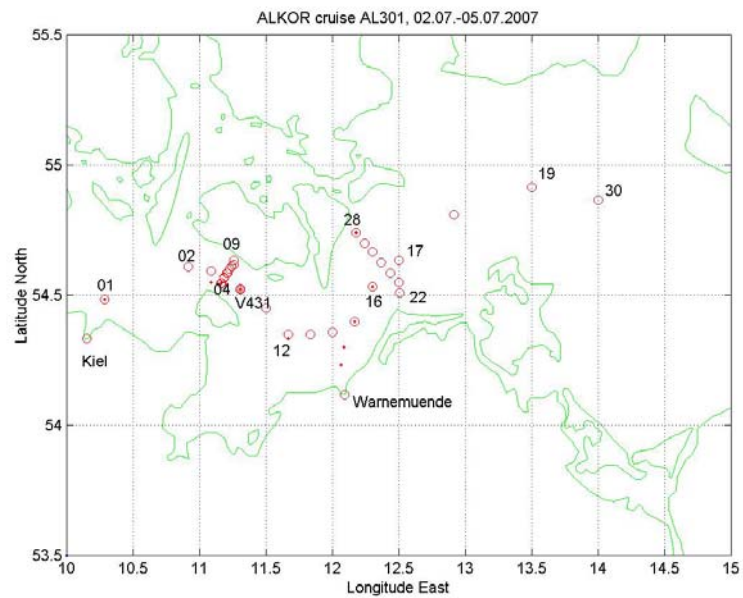 ALKOR cruise AL301, 02.07.-05.07.2007
55.5
55
54.5
54
53.5
Latitude North
19
30
28
09
17
02
01
04
V431
16
22
12
Kiel
Warnemuende
10 10.5 11 11.5 12 12.5 13 13.5 14 14.5 15
Longitude East